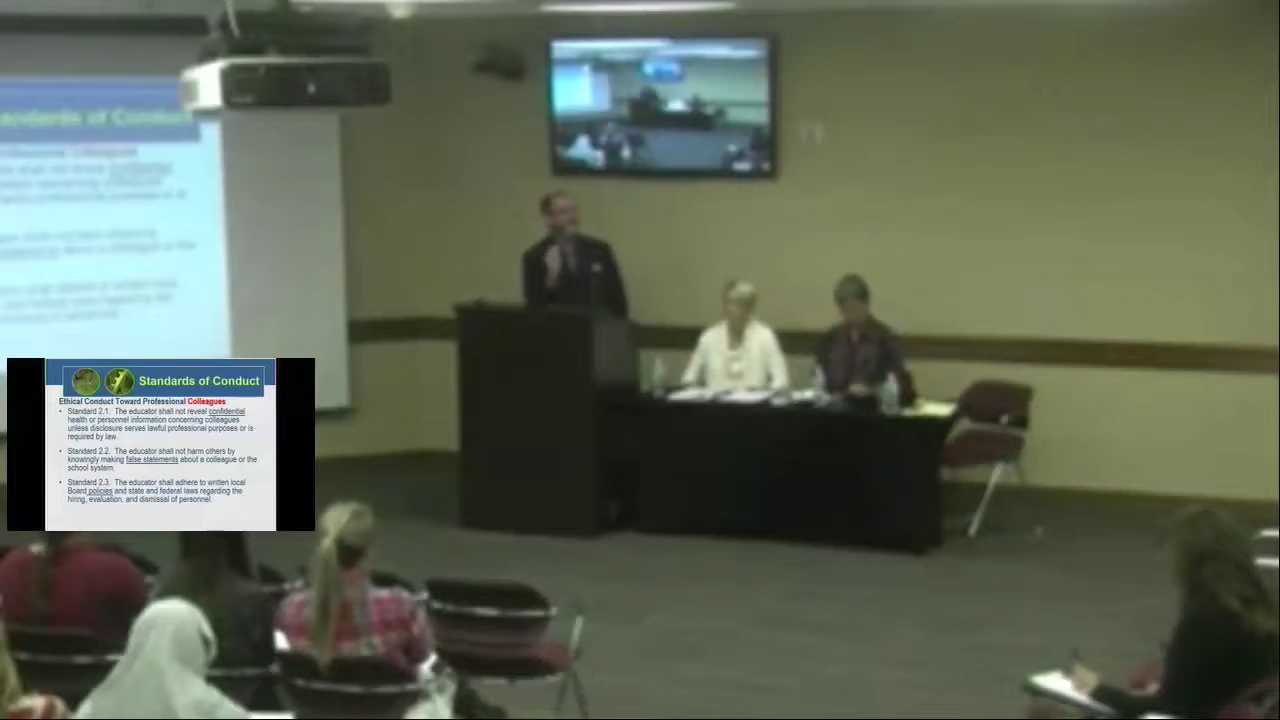 andards of Conduct
Colleagues
Standards of Conduct
Ethical Conduct Toward Professional Colleagues
• Standard 2.1. The educator shall not reveal confidential
health or personnel information concerning colleagues
unless disclosure serves lawful professional purposes or is
required by law.
• Standard 2.2. The educator shall not harm others by
knowingly making false statements about a colleague or the
school system.
• Standard 2.3. The educator shall adhere to written local
Board policies and state and federal laws regarding the
hiring, evaluation, and dismissal of personnel.